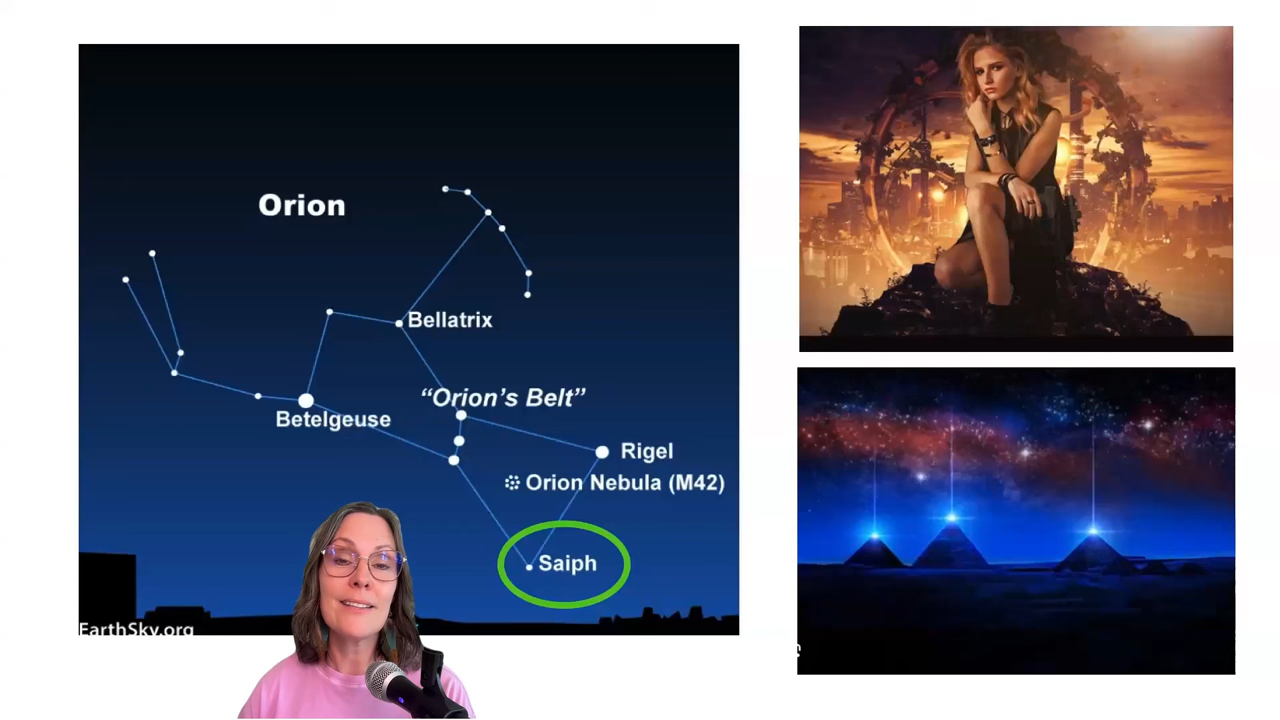 Orion
Bellatrix
“Orion’s Belt”
Betelgeuse
Rigel
Orion Nebula (M42)
Saiph
EarthSky.org